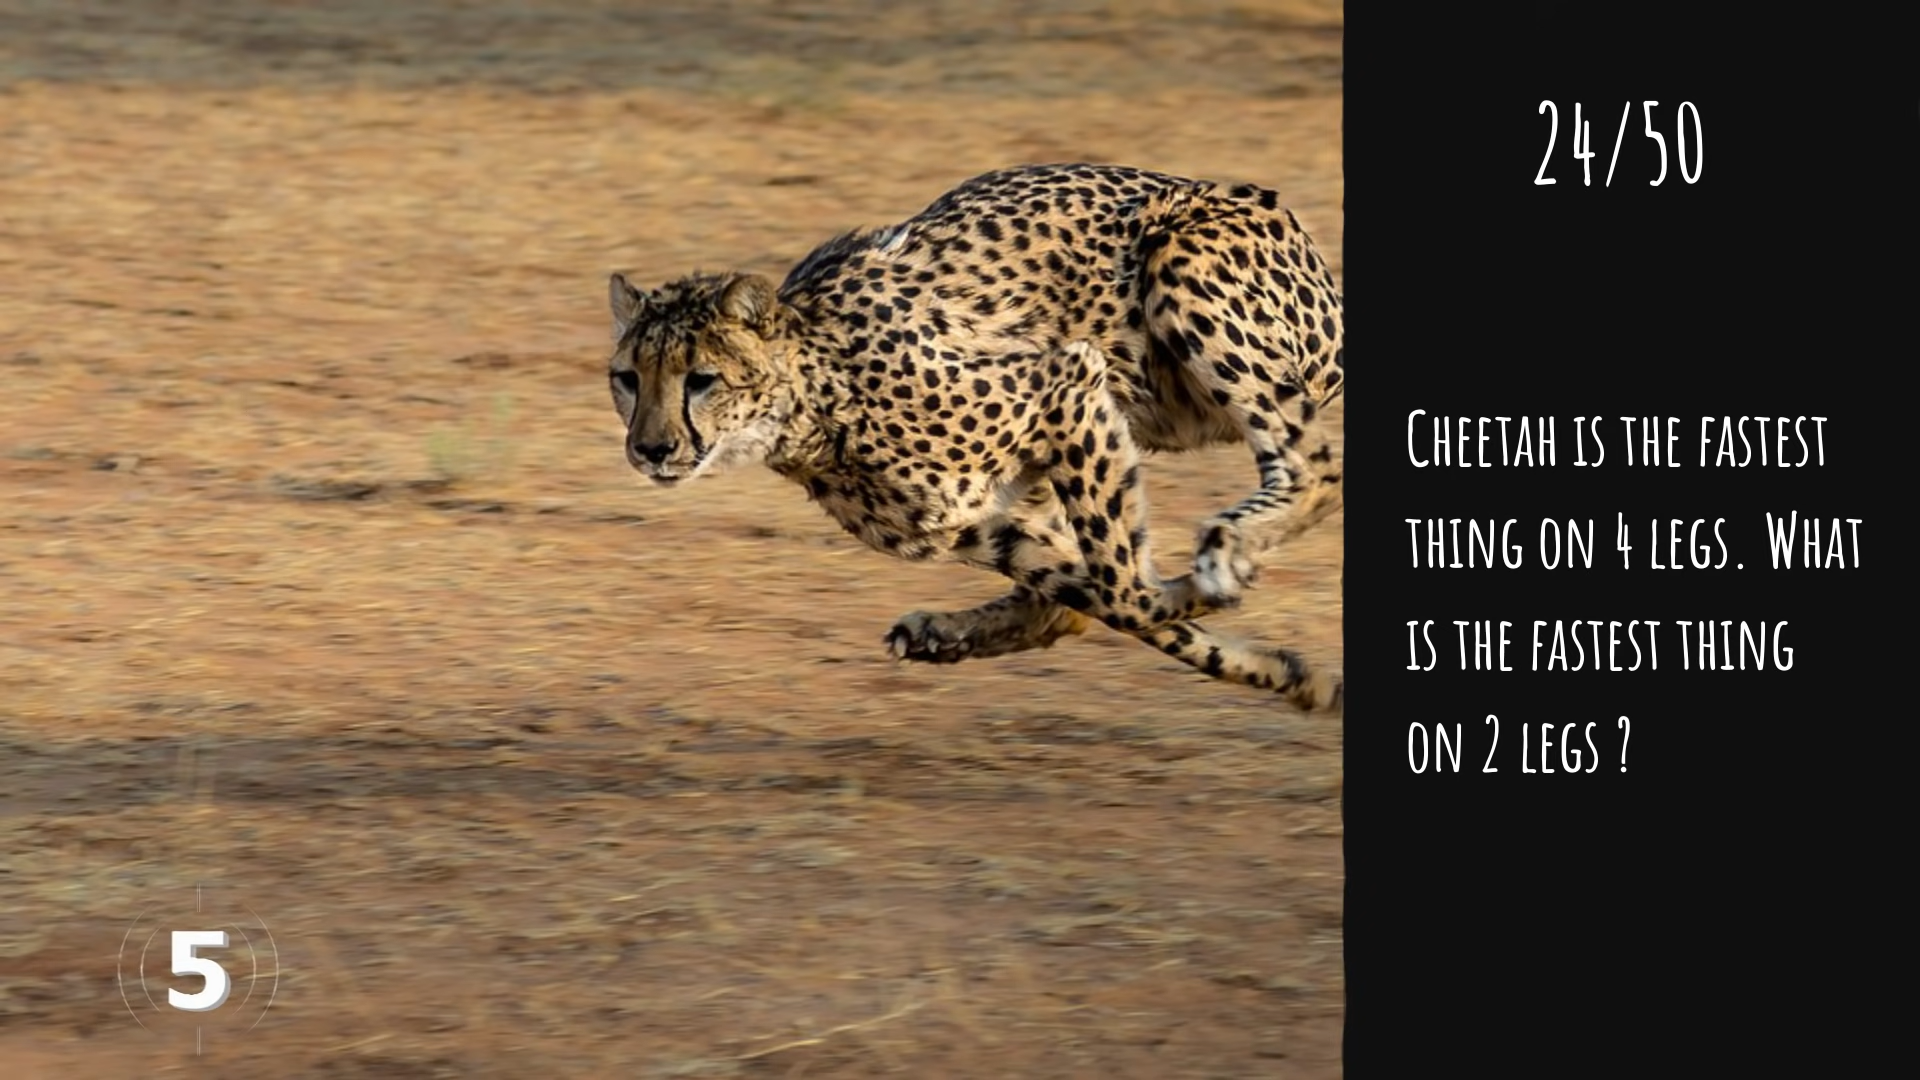 24/50
Cheetah is the fastest
thing on 4 legs. What
is the fastest thing
on 2 legs ?
5